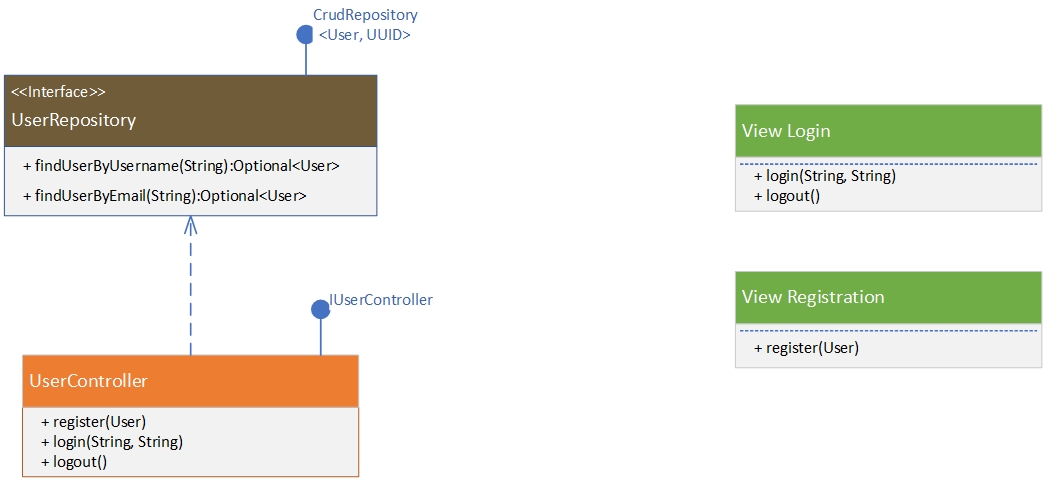 CrudRepository
<User, UUID>
<<Interface>>
UserRepository
+ findUserByUsername(String):Optional<User>
+ findUserByEmail(String):Optional<User>
IUserController
UserController
+ register(User)
+ login(String, String)
+ logout()
View Login
+ login(String, String)
+ logout()
View Registration
+ register(User)